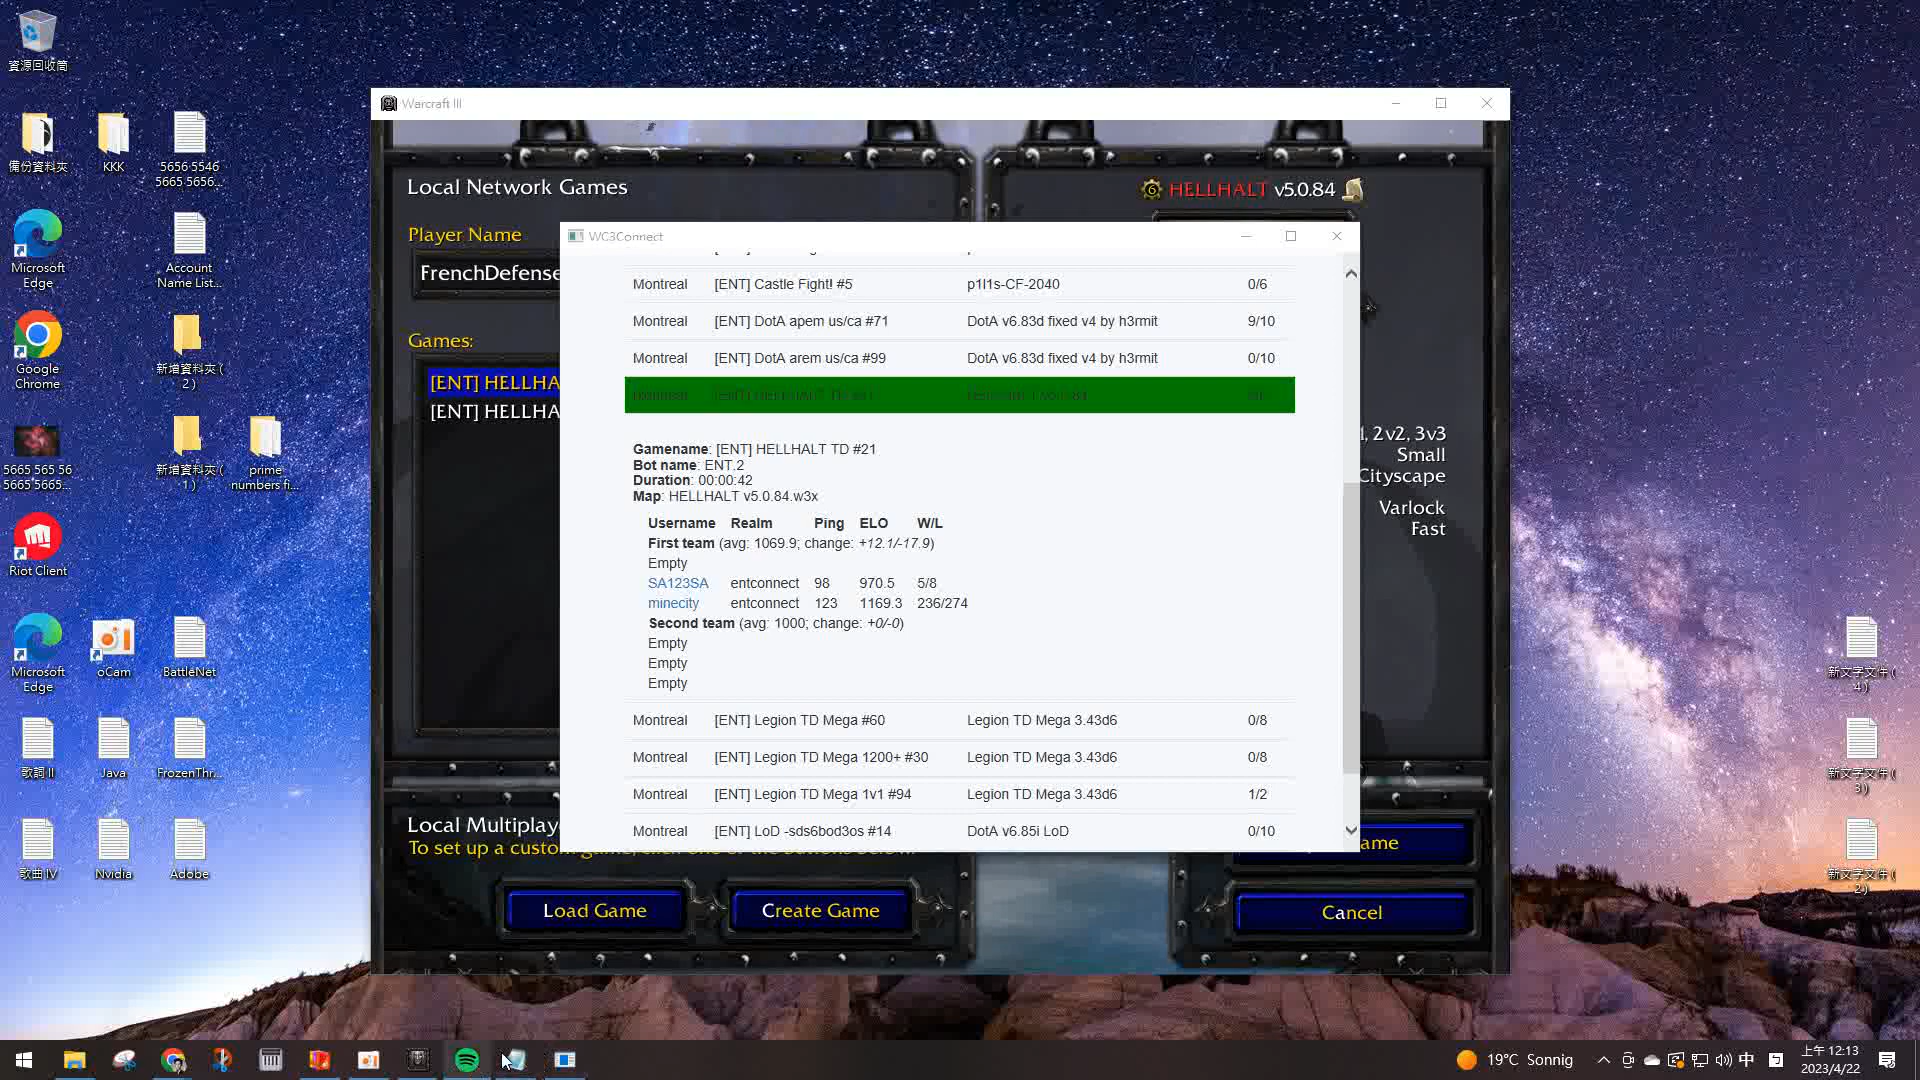 資源回收筒
備份資料夾
KKK
5656 5546
5665 5656...
Microsoft
Edge
Account
Name List...
Google
Chrome
新增資料夾 (
2 )
5665 565 56
5665 5665...
新增資料夾 (
1 )
prime
numbers fi...
Riot Client
Microsoft
Edge
oCam
BattleNet
歌詞 II
Java
FrozenThr...
歌曲 IV
Nvidia
Adobe
Warcraft III
Local Network Games
Player Name
FrenchDefense
Games:
[ENT] HELLHA
[ENT] HELLHA
6 HELLHALT v5.0.84
1, 2v2, 3v3
Small
Cityscape
Varlock
Fast
WC3Connect
Montreal [ENT] Castle Fight! #5 p1l1s-CF-2040 0/6
Montreal [ENT] DotA apem us/ca #71 DotA v6.83d fixed v4 by h3rmit 9/10
Montreal [ENT] DotA arem us/ca #99 DotA v6.83d fixed v4 by h3rmit 0/10
Gamename: [ENT] HELLHALT TD #21
Bot name: ENT.2
Duration: 00:00:42
Map: HELLHALT v5.0.84.w3x
Username Realm Ping ELO W/L
First team (avg: 1069.9; change: +12.1/-17.9)
Empty
SA123SA entconnect 98 970.5 5/8
minecity entconnect 123 1169.3 236/274
Second team (avg: 1000; change: +0/-0)
Empty
Empty
Empty
Montreal [ENT] Legion TD Mega #60 Legion TD Mega 3.43d6 0/8
Montreal [ENT] Legion TD Mega 1200+ #30 Legion TD Mega 3.43d6 0/8
Montreal [ENT] Legion TD Mega 1v1 #94 Legion TD Mega 3.43d6 1/2
Montreal [ENT] LoD -sds6bod3os #14 DotA v6.85i LoD 0/10
Local Multiplaye
To set up a custom game, click one of the buttons below.
ame
Load Game
Create Game
Cancel
新文字文件 (
4 )
新文字文件 (
3 )
新文字文件 (
2 )
19°C Sonnig
中
上午 12:13
2023/4/22